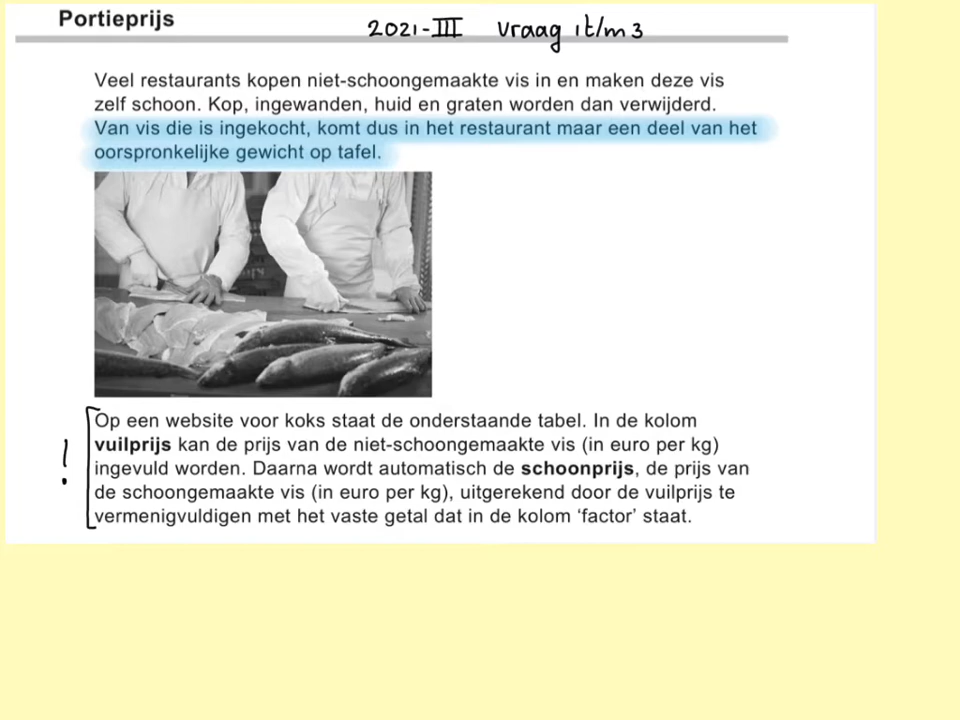 Portieprijs
2021-III vraag 1t/m 3
Veel restaurants kopen niet-schoongemaakte vis in en maken deze vis
zelf schoon. Kop, ingewanden, huid en graten worden dan verwijderd.
Van vis die is ingekocht, komt dus in het restaurant maar een deel van het
oorspronkelijke gewicht op tafel.
Op een website voor koks staat de onderstaande tabel. In de kolom
vuilprijs kan de prijs van de niet-schoongemaakte vis (in euro per kg)
! ingevuld worden. Daarna wordt automatisch de schoonprijs, de prijs van
de schoongemaakte vis (in euro per kg), uitgerekend door de vuilprijs te
vermenigvuldigen met het vaste getal dat in de kolom ‘factor’ staat.